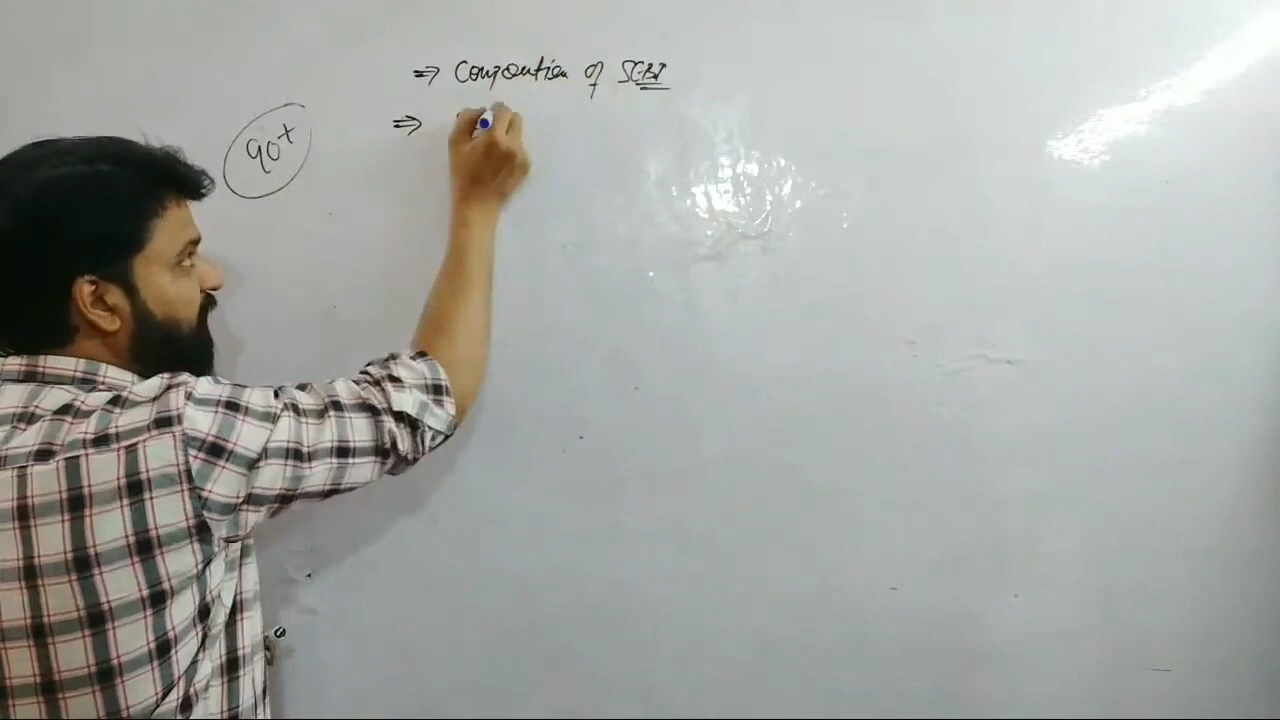 ⇒ Composition of SEBI
90+
⇒